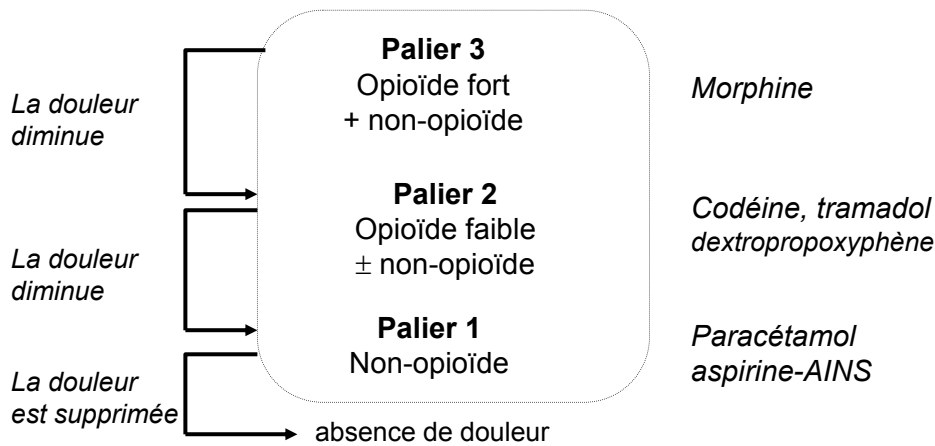 Palier 3
Opioïde fort
+ non-opioïde
La douleur
diminue
Morphine
Palier 2
Opioïde faible
± non-opioïde
Codéine, tramadol
dextropropoxyphène
La douleur
diminue
Palier 1
Non-opioïde
Paracétamol
aspirine-AINS
La douleur
est supprimée
absence de douleur